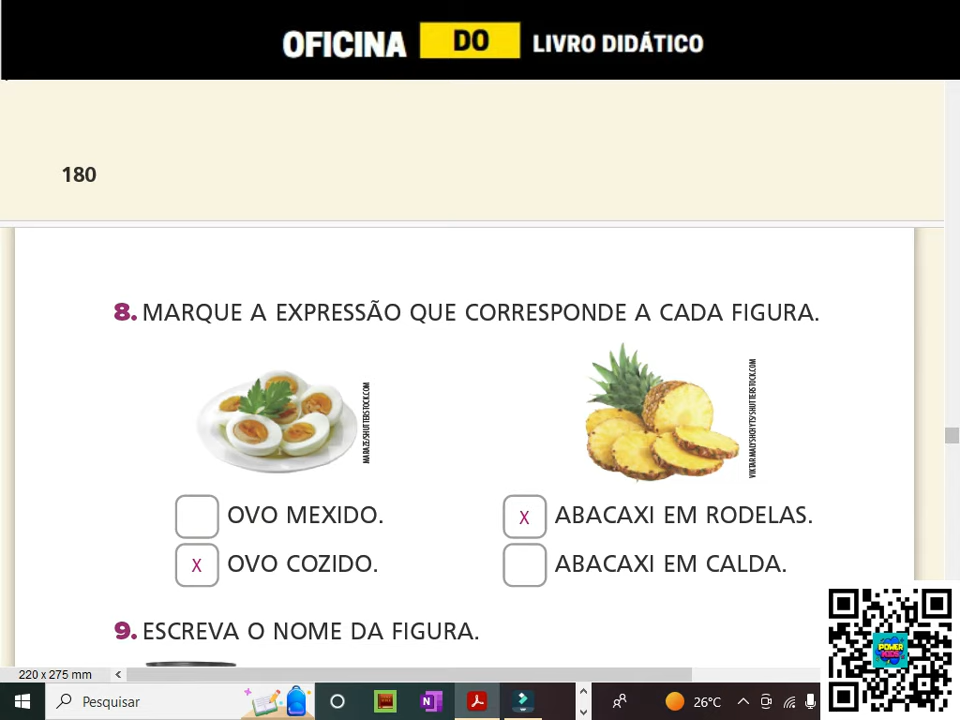 OFICINA DO LIVRO DIDÁTICO
180
8. MARQUE A EXPRESSÃO QUE CORRESPONDE A CADA FIGURA.
MARAZE/SHUTTERSTOCK.COM
VIKTAR MALYSHCHYTS/SHUTTERSTOCK.COM
OVO MEXIDO.
X OVO COZIDO.
X ABACAXI EM RODELAS.
ABACAXI EM CALDA.
9. ESCREVA O NOME DA FIGURA.
POWER KIDS
220 x 275 mm
Pesquisar
26°C